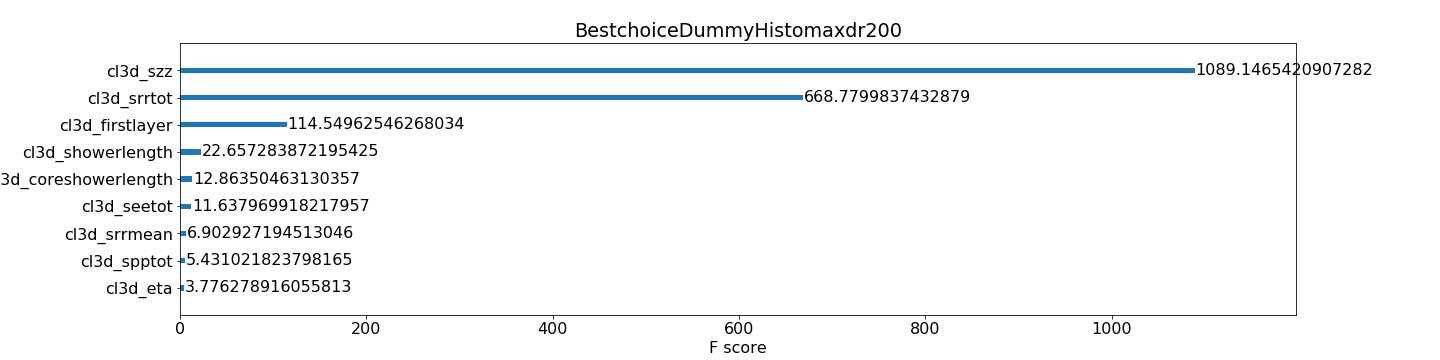 BestchoiceDummyHistomaxdr200
cl3d_szz 1089.1465420907282
cl3d_srrtot 668.7799837432879
cl3d_firstlayer 114.54962546268034
cl3d_showerlength 22.657283872195425
3d_coreshowerlength 12.86350463130357
cl3d_seetot 11.637969918217957
cl3d_srrmean 6.902927194513046
cl3d_spptot 5.431021823798165
cl3d_eta 3.776278916055813
0 200 400 600 800 1000
F score